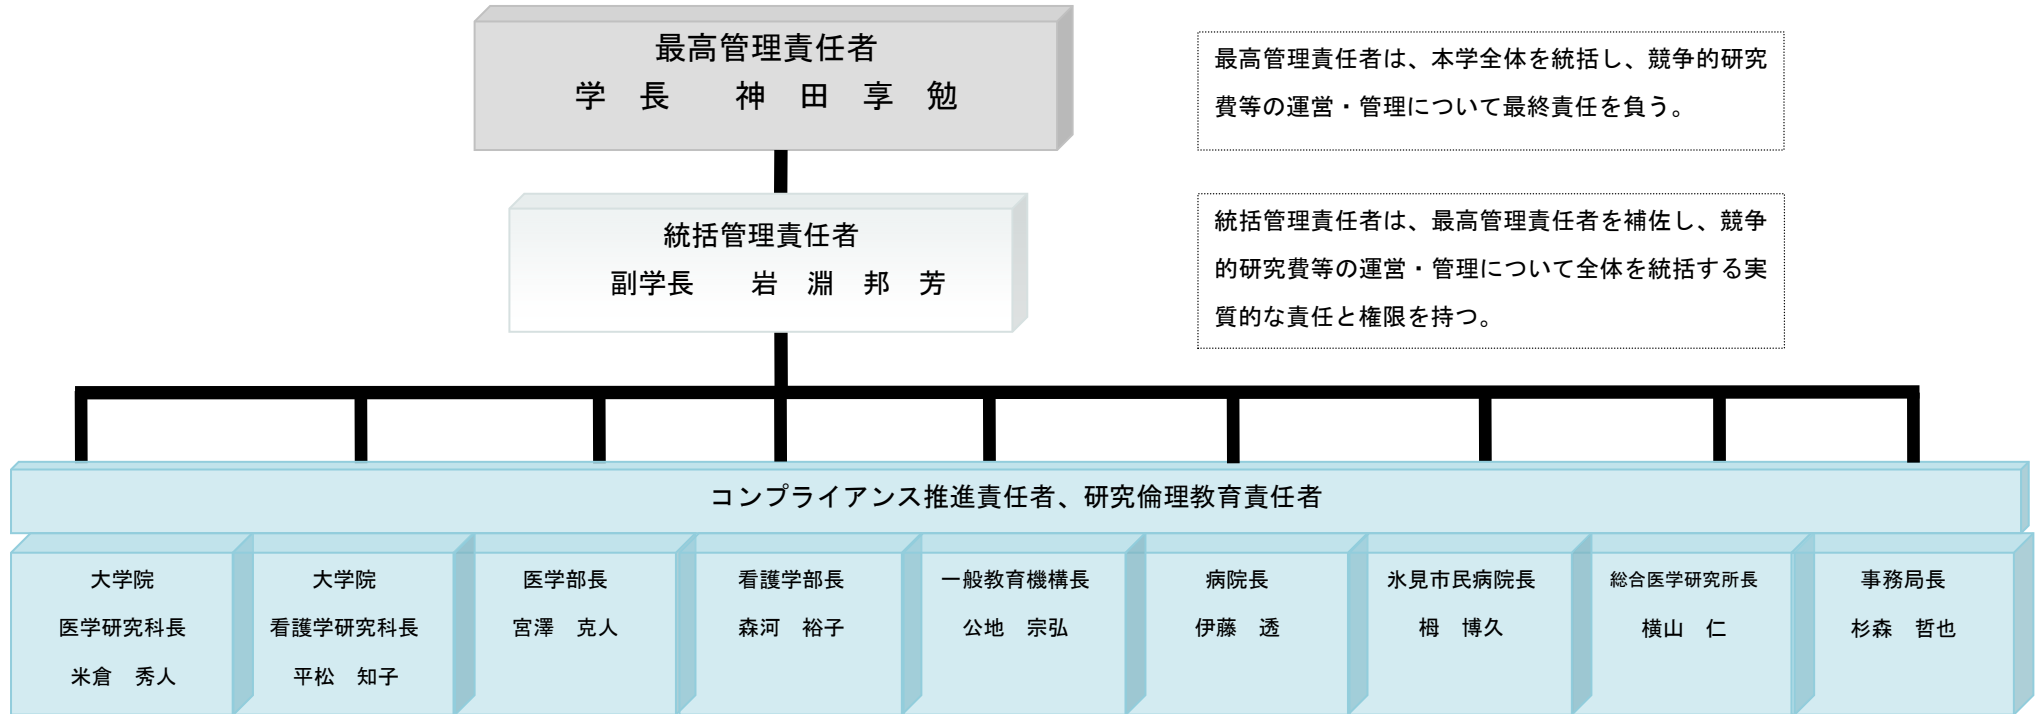 最高管理責任者
学　長　　神　田　享　勉
最高管理責任者は、本学全体を統括し、競争的研究
費等の運営・管理について最終責任を負う。
統括管理責任者
副学長　　岩　淵　邦　芳
統括管理責任者は、最高管理責任者を補佐し、競争
的研究費等の運営・管理について全体を統括する実
質的な責任と権限を持つ。
コンプライアンス推進責任者、研究倫理教育責任者
大学院
医学研究科長
米倉　秀人
大学院
看護学研究科長
平松　知子
医学部長
宮澤　克人
看護学部長
森河　裕子
一般教育機構長
公地　宗弘
病院長
伊藤　透
氷見市民病院長
栂　博久
総合医学研究所長
横山　仁
事務局長
杉森　哲也